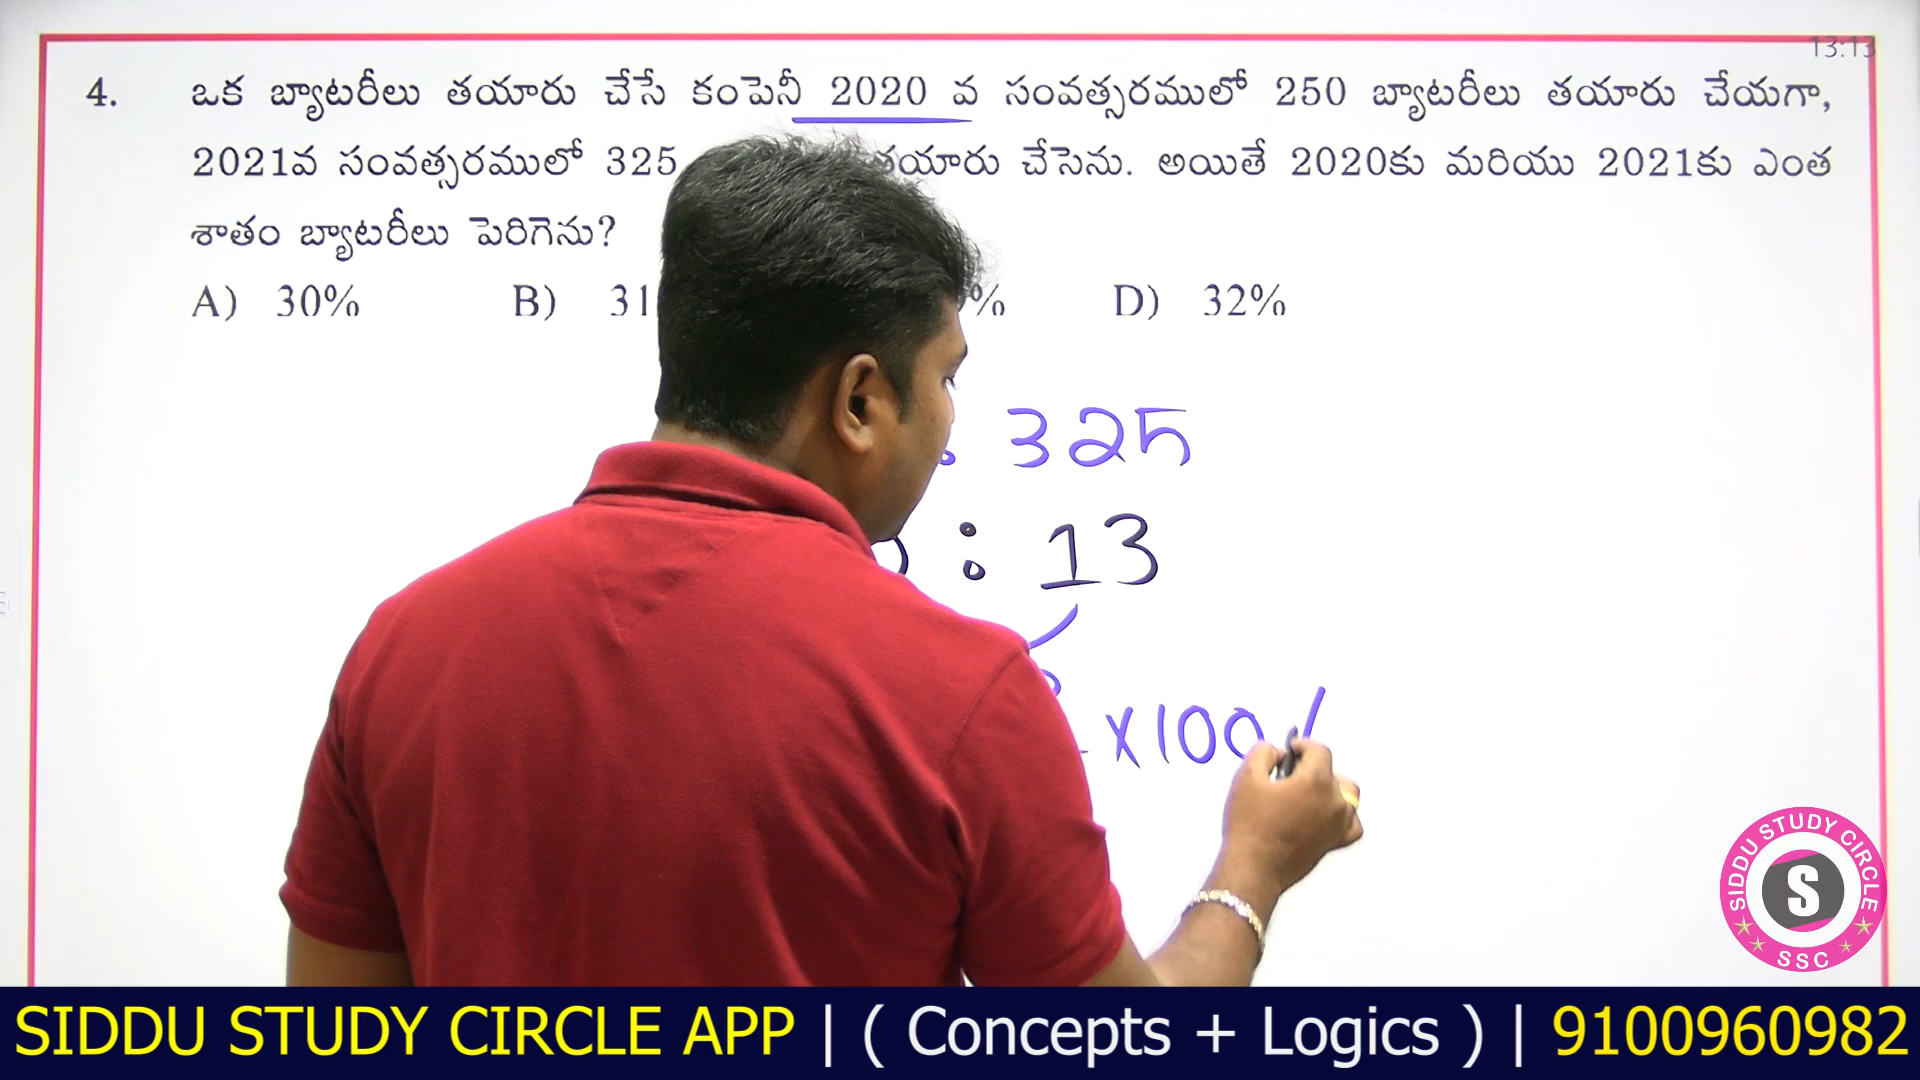 13:13
4. ఒక బ్యాటరీలు తయారు చేసే కంపెనీ 2020 వ సంవత్సరములో 250 బ్యాటరీలు తయారు చేయగా,
2021వ సంవత్సరములో 325 తయారు చేసెను. అయితే 2020కు మరియు 2021కు ఎంత
శాతం బ్యాటరీలు పెరిగెను?
A) 30% B) 31 % D) 32%
: 325
: 13
x 100
SIDDU STUDY CIRCLE
S
SSC
SIDDU STUDY CIRCLE APP | ( Concepts + Logics ) | 9100960982